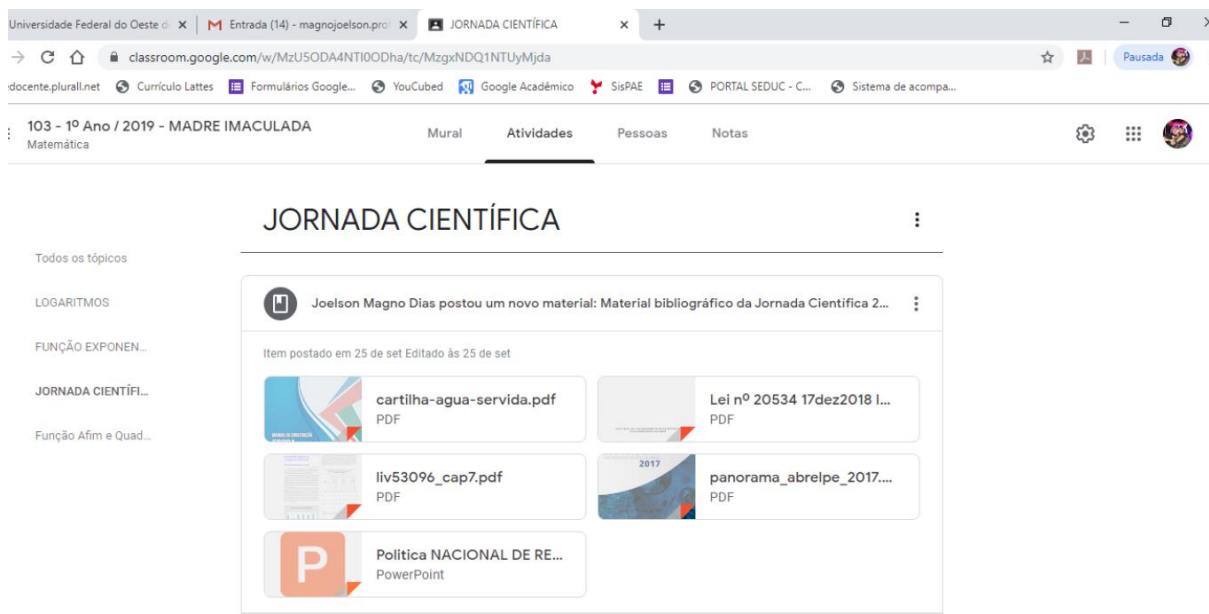 Universidade Federal do Oeste d
Entrada (14) - magnojoelson.pro
JORNADA CIENTÍFICA
classroom.google.com/w/MzU5ODA4NTI0ODha/tc/MzgxNDQ1NTUyMjda
Pausada
docente.plurall.net
Currículo Lattes
Formulários Google...
YouCubed
Google Acadêmico
SisPAE
PORTAL SEDUC - C...
Sistema de acompa...
103 - 1º Ano / 2019 - MADRE IMACULADA
Matemática
Mural
Atividades
Pessoas
Notas
JORNADA CIENTÍFICA
Todos os tópicos
LOGARITMOS
FUNÇÃO EXPONEN...
JORNADA CIENTÍFI...
Função Afim e Quad...
Joelson Magno Dias postou um novo material: Material bibliográfico da Jornada Científica 2...
Item postado em 25 de set Editado às 25 de set
cartilha-agua-servida.pdf
PDF
Lei nº 20534 17dez2018 l...
PDF
liv53096_cap7.pdf
PDF
2017
panorama_abrelpe_2017....
PDF
P
Politica NACIONAL DE RE...
PowerPoint